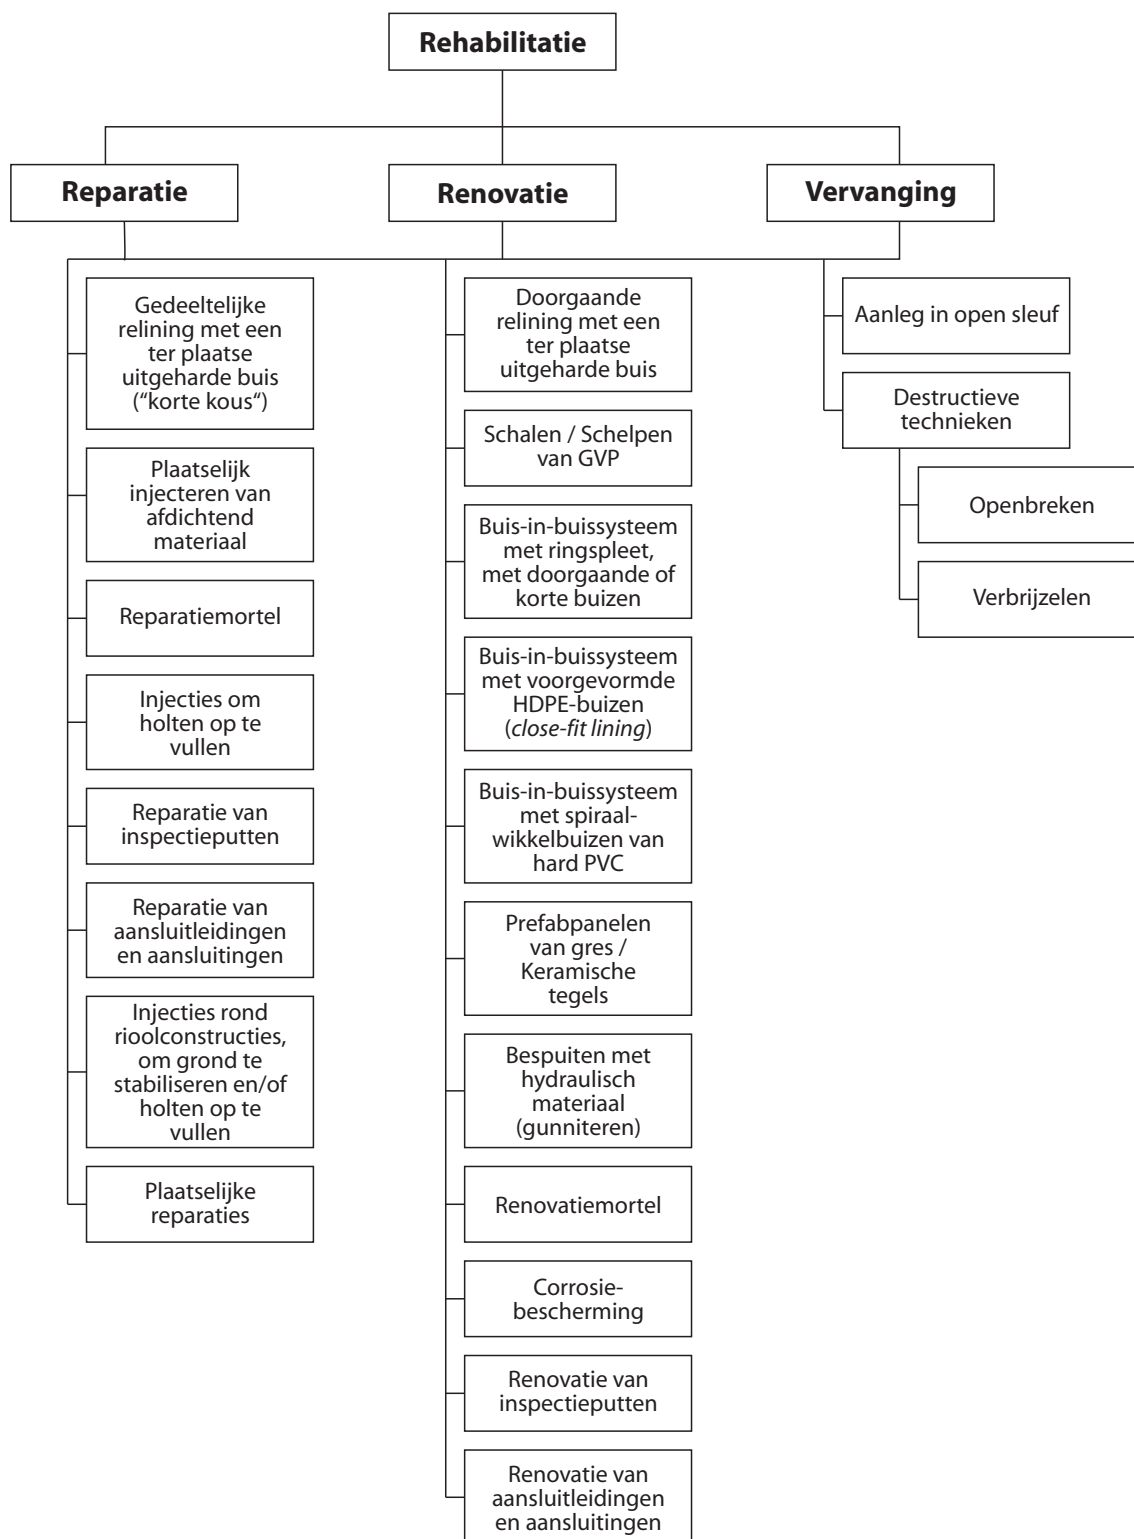 Rehabilitatie
Reparatie
Renovatie
Vervanging
Gedeeltelijke
relining met een
ter plaatse
uitgeharde buis
(“korte kous“)
Plaatselijk
injecteren van
afdichtend
materiaal
Reparatiemortel
Injecties om
holten op te
vullen
Reparatie van
inspectieputten
Reparatie van
aansluitleidingen
en aansluitingen
Injecties rond
rioolconstructies,
om grond te
stabiliseren en/of
holten op te
vullen
Plaatselijke
reparaties
Doorgaande
relining met een
ter plaatse
uitgeharde buis
Schalen / Schelpen
van GVP
Buis-in-buissysteem
met ringspleet,
met doorgaande of
korte buizen
Buis-in-buissysteem
met voorgevormde
HDPE-buizen
(close-fit lining)
Buis-in-buissysteem
met spiraal-
wikkelbuizen van
hard PVC
Prefabpanelen
van gres /
Keramische
tegels
Bespuiten met
hydraulisch
materiaal
(gunniteren)
Renovatiemortel
Corrosie-
bescherming
Renovatie van
inspectieputten
Renovatie van
aansluitleidingen
en aansluitingen
Aanleg in open sleuf
Destructieve
technieken
Openbreken
Verbrijzelen